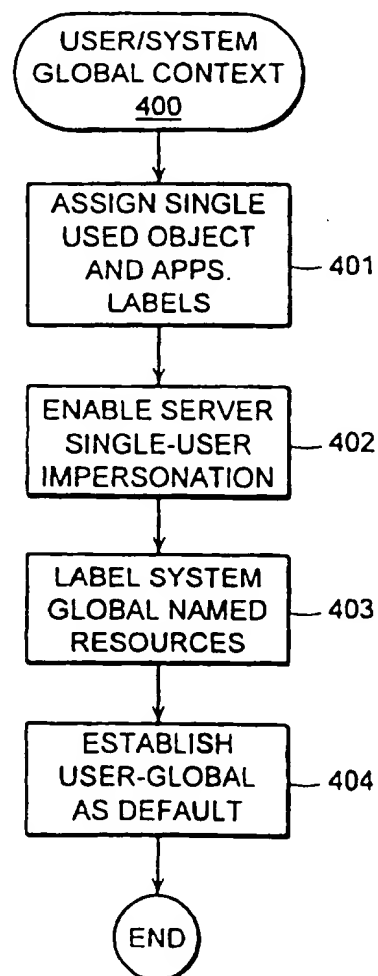 USER/SYSTEM
GLOBAL CONTEXT
400
ASSIGN SINGLE
USED OBJECT
AND APPS.
LABELS
401
ENABLE SERVER
SINGLE-USER
IMPERSONATION
402
LABEL SYSTEM
GLOBAL NAMED
RESOURCES
403
ESTABLISH
USER-GLOBAL
AS DEFAULT
404
END